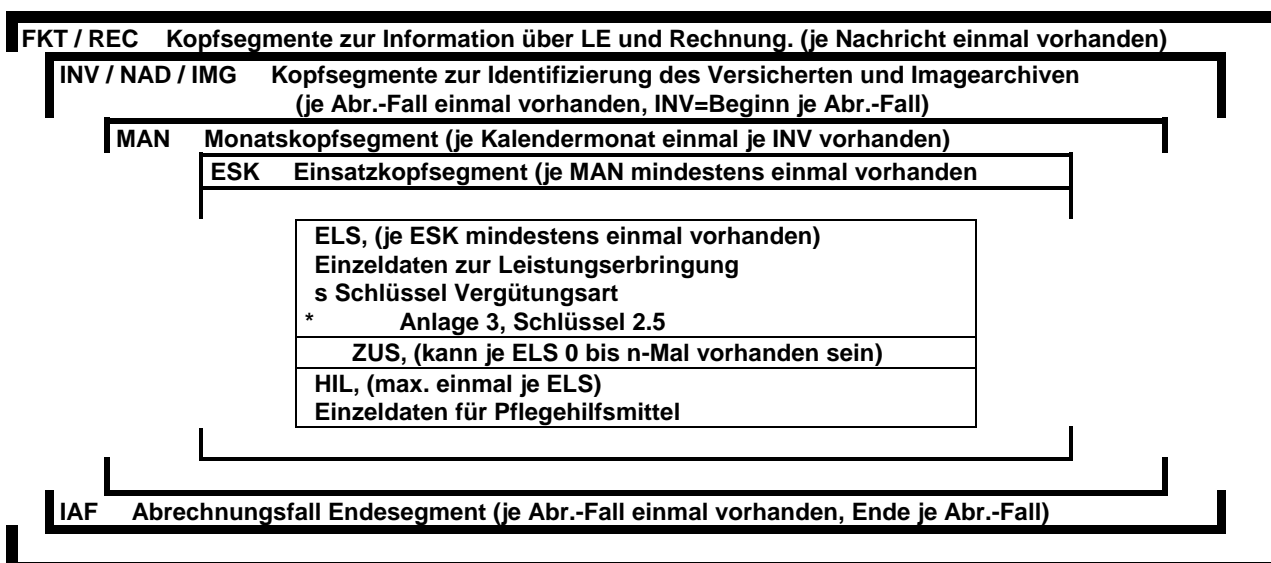 FKT / REC Kopfsegmente zur Information über LE und Rechnung. (je Nachricht einmal vorhanden)
INV / NAD / IMG Kopfsegmente zur Identifizierung des Versicherten und Imagearchiven
(je Abr.-Fall einmal vorhanden, INV=Beginn je Abr.-Fall)
MAN Monatskopfsegment (je Kalendermonat einmal je INV vorhanden)
ESK Einsatzkopfsegment (je MAN mindestens einmal vorhanden
ELS, (je ESK mindestens einmal vorhanden)
Einzeldaten zur Leistungserbringung
s Schlüssel Vergütungsart
* Anlage 3, Schlüssel 2.5
ZUS, (kann je ELS 0 bis n-Mal vorhanden sein)
HIL, (max. einmal je ELS)
Einzeldaten für Pflegehilfsmittel
IAF Abrechnungsfall Endesegment (je Abr.-Fall einmal vorhanden, Ende je Abr.-Fall)